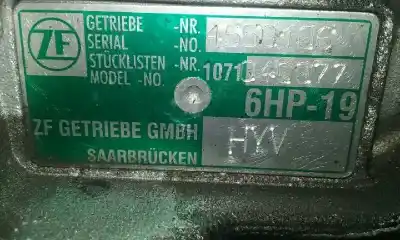 ZF
GETRIEBE -NR.
SERIAL -NO.
STÜCKLISTEN -NR.
MODEL -NO. 1071
6HP-19
ZF GETRIEBE GMBH HYV
SAARBRÜCKEN